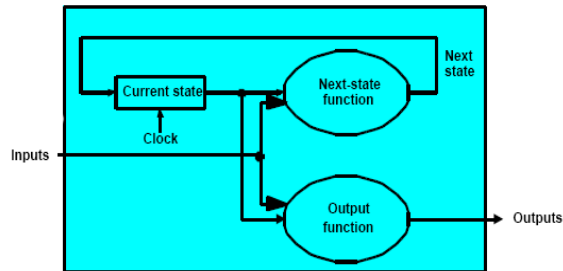 Next
state
Current state
Next-state
function
Clock
Inputs
Output
function
Outputs